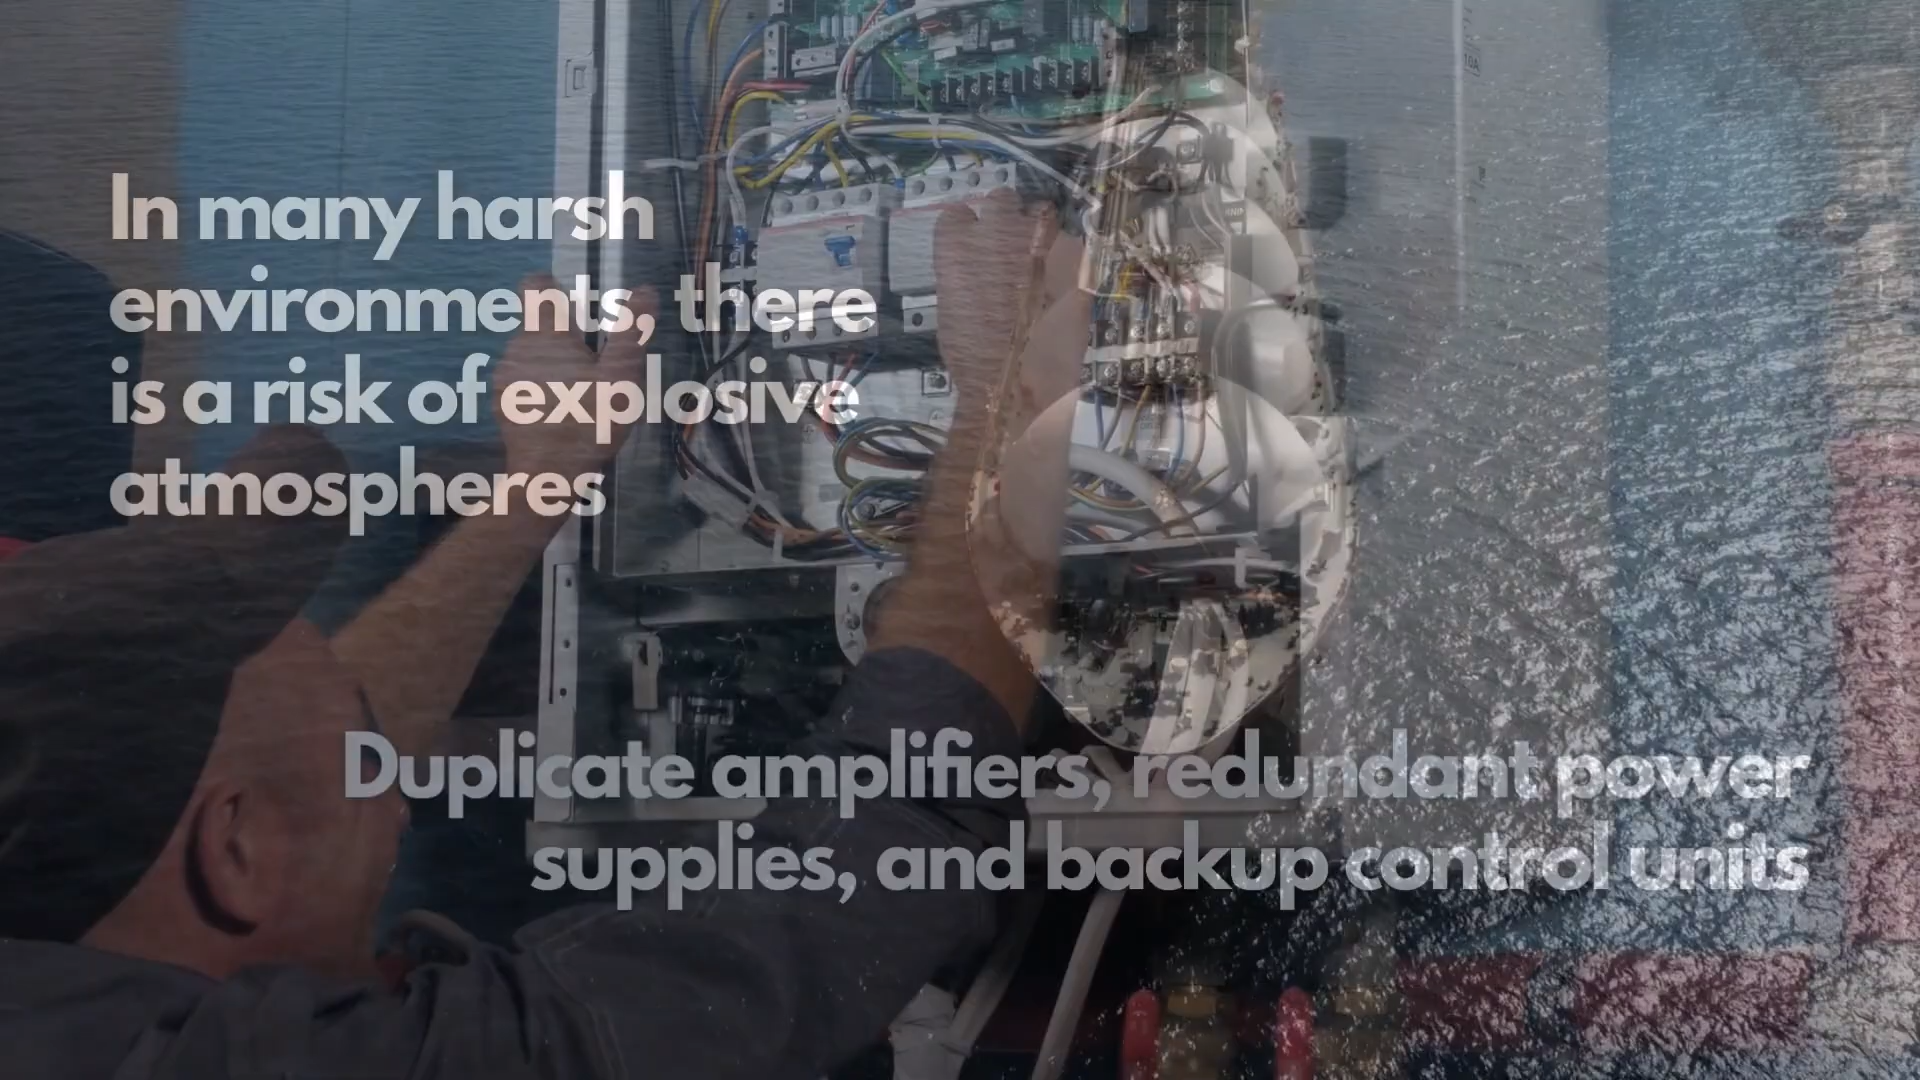 In many harsh
environments, there
is a risk of explosive
atmospheres
Duplicate amplifiers, redundant power
supplies, and backup control units